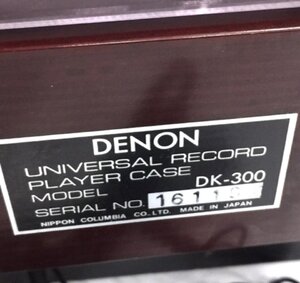 DENON
UNIVERSAL RECORD
PLAYER CASE
MODEL DK-300
SERIAL NO.
NIPPON COLUMBIA CO.,LTD. MADE IN JAPAN